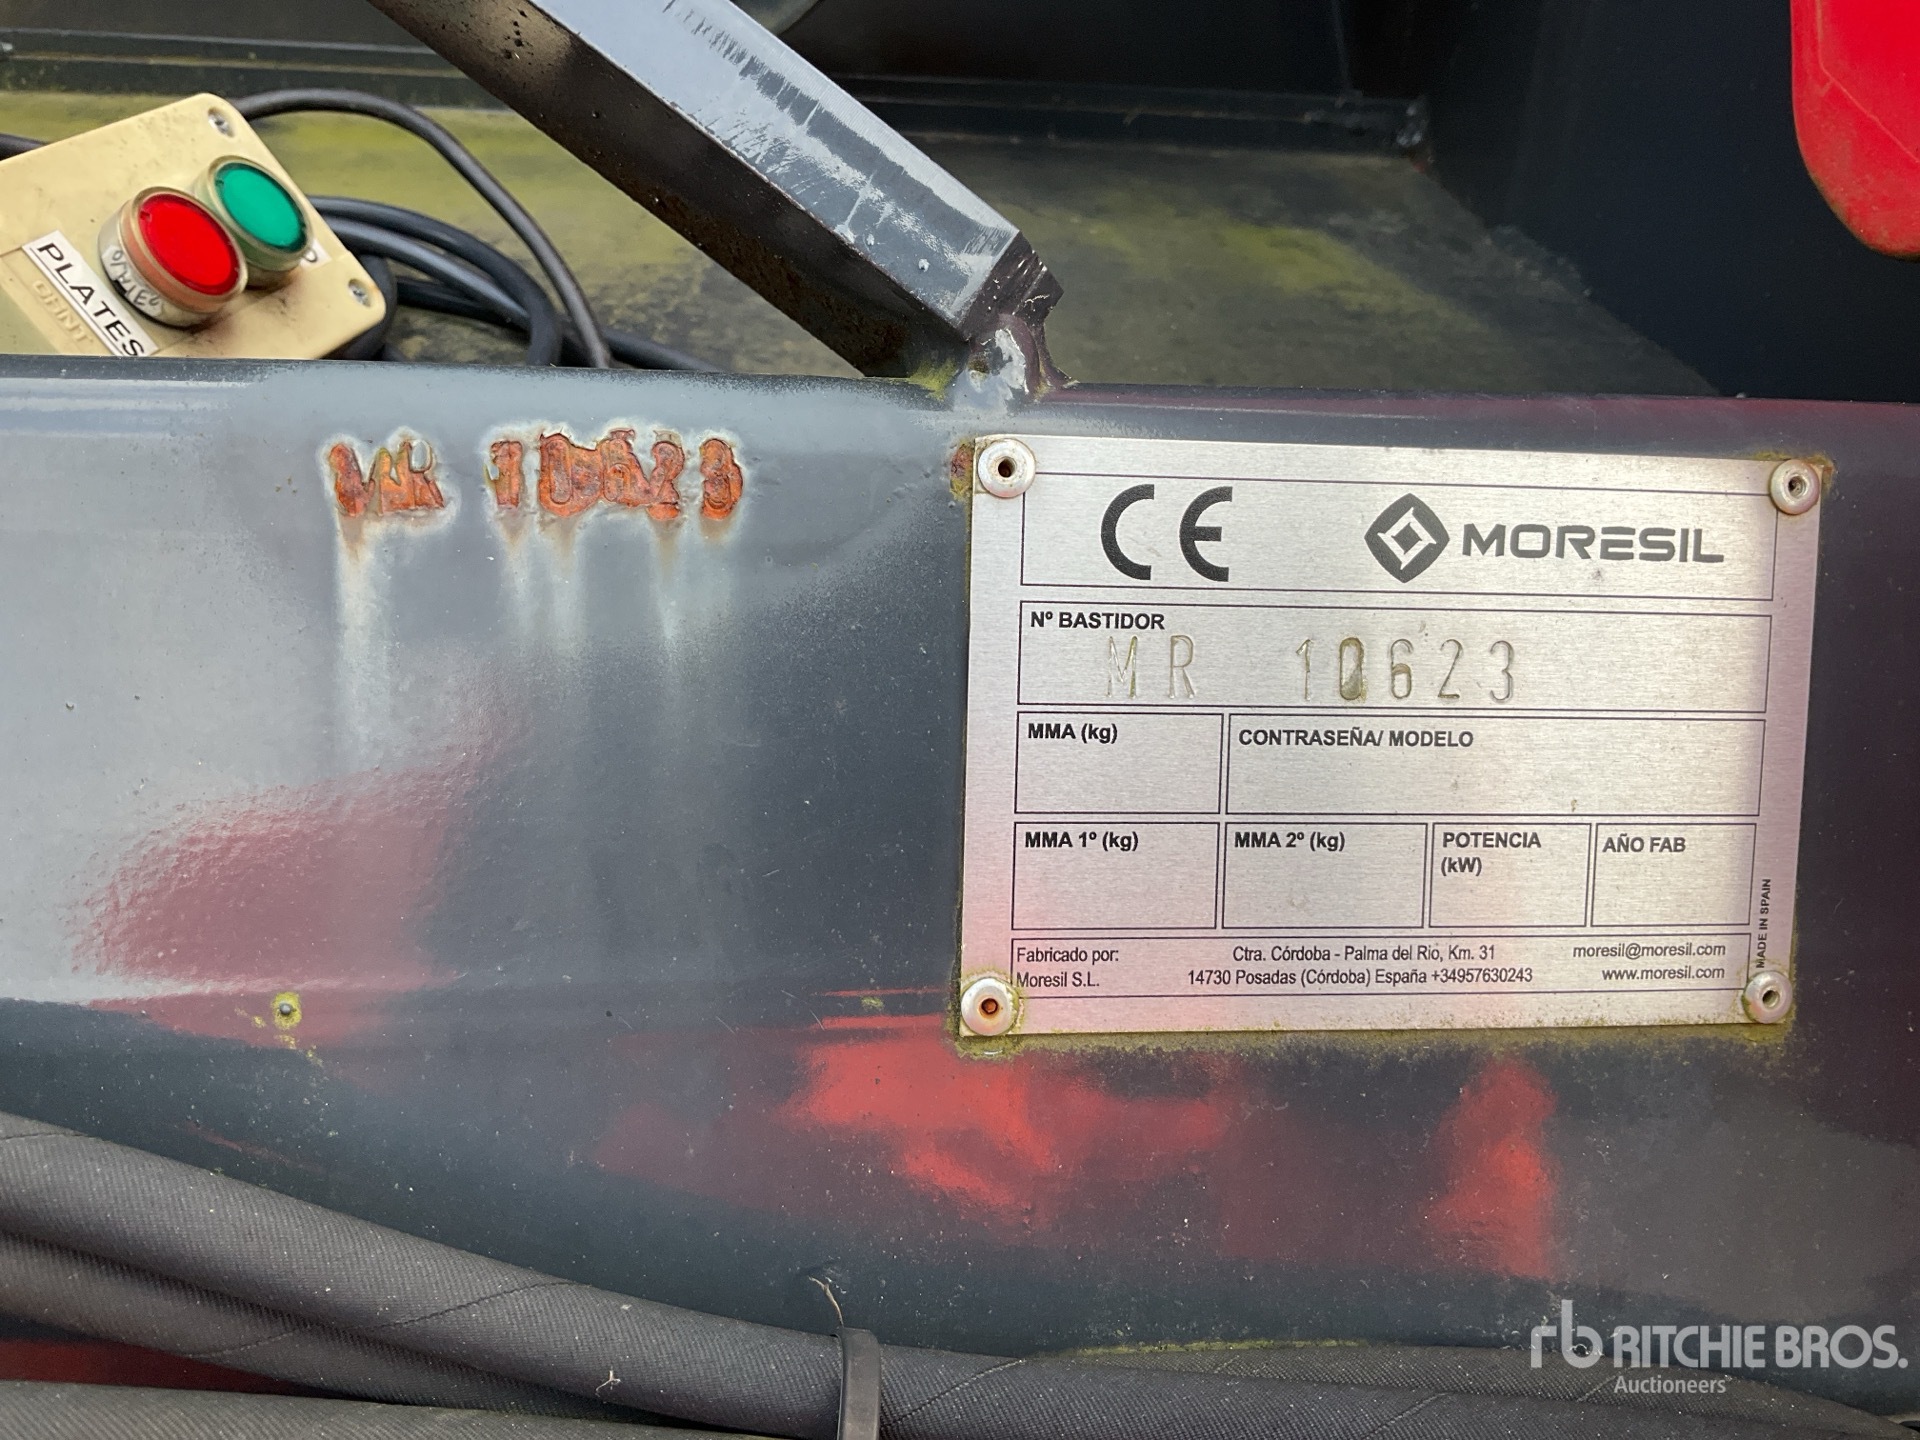 PLATES
MR 10623
CE MORESIL
Nº BASTIDOR
MR 10623
MMA (kg)
CONTRASEÑA/ MODELO
MMA 1º (kg)
MMA 2º (kg)
POTENCIA
(kW)
AÑO FAB
MADE IN SPAIN
Fabricado por:
Moresil S.L.
Ctra. Córdoba - Palma del Rio, Km. 31
14730 Posadas (Córdoba) España +34957630243
moresil@moresil.com
www.moresil.com
rb RITCHIE BROS.
Auctioneers